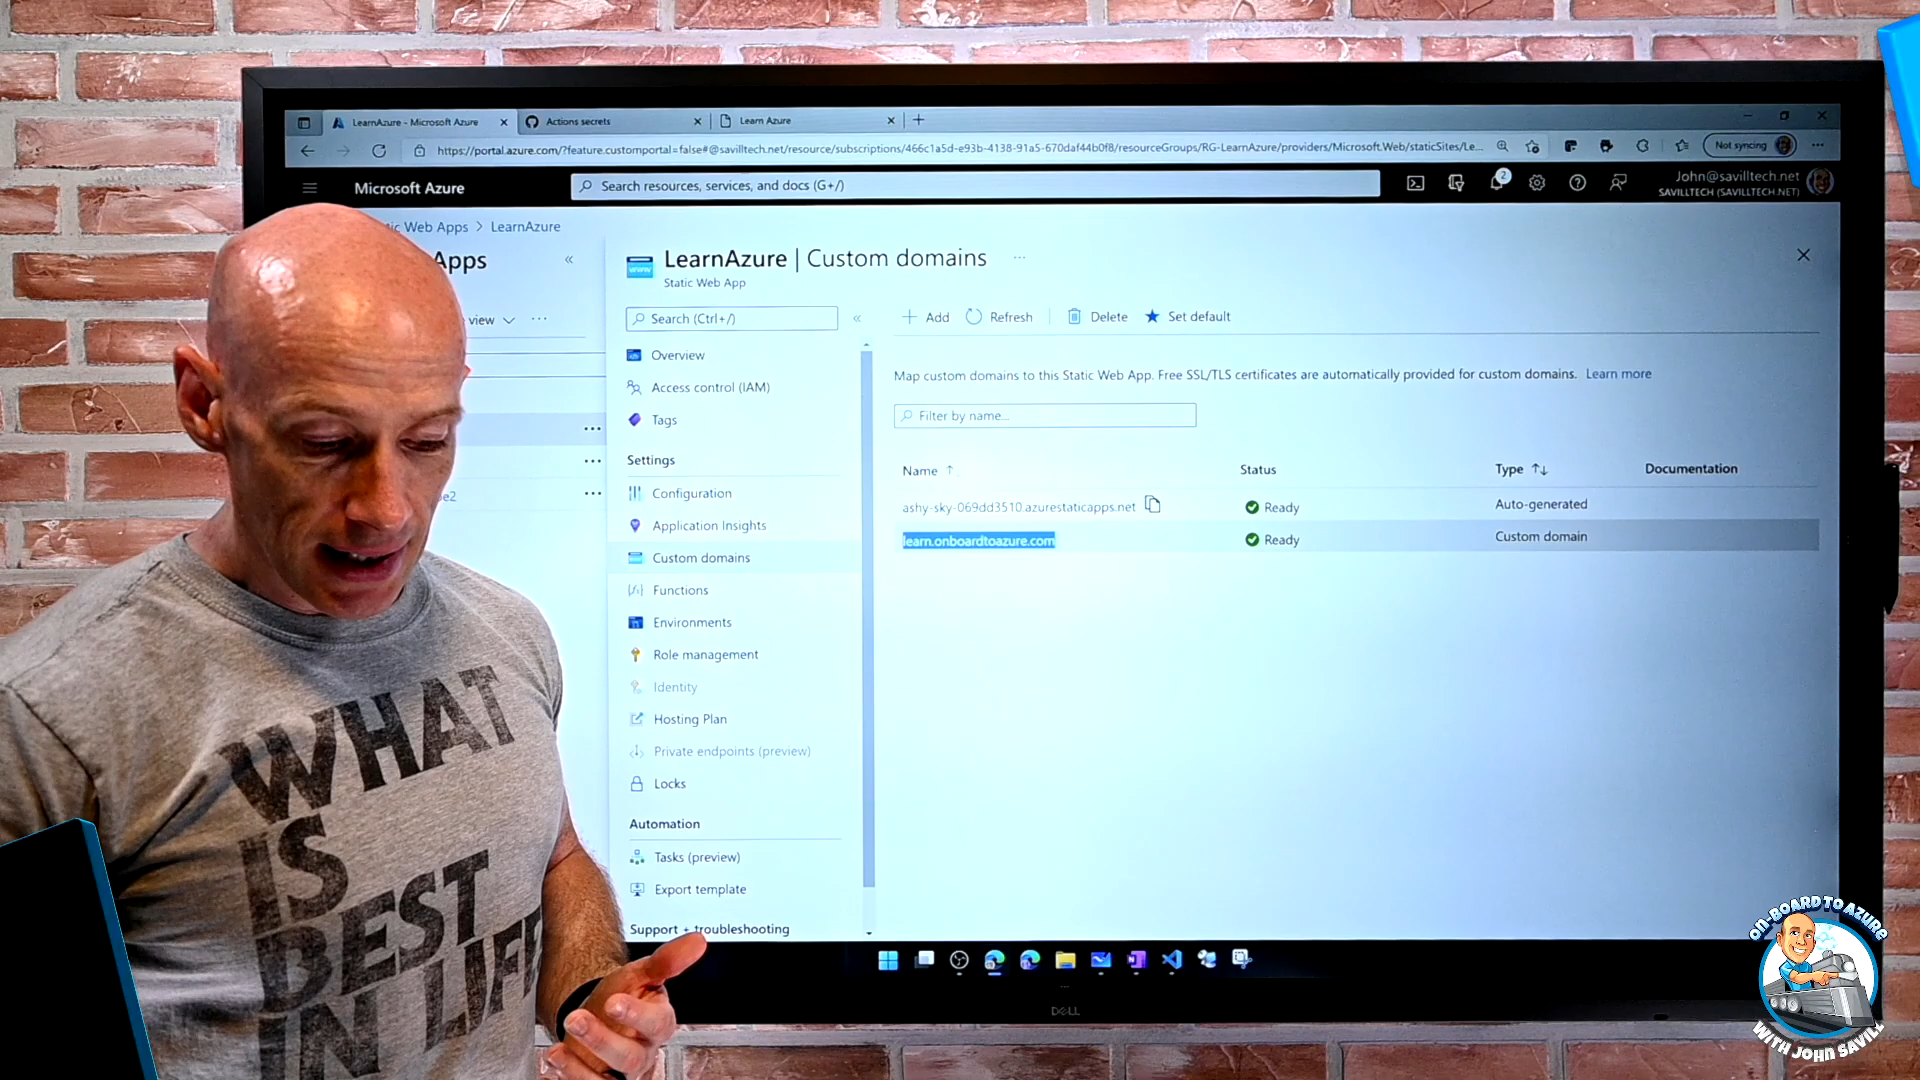 LearnAzure - Microsoft Azure
Actions secrets
Learn Azure
https://portal.azure.com/?feature.customportal=false#@savilltech.net/resource/subscriptions/466c1a5d-e93b-4138-91a5-670daf44b0f8/resourceGroups/RG-LearnAzure/providers/Microsoft.Web/staticSites/Le...
Not syncing
Microsoft Azure
Search resources, services, and docs (G+/)
2
John@savilltech.net
SAVILLTECH (SAVILLTECH.NET)
Web Apps > LearnAzure
Apps
view
LearnAzure | Custom domains
Static Web App
Search (Ctrl+/)
Add
Refresh
Delete
Set default
Overview
Access control (IAM)
Tags
Settings
Configuration
Application Insights
Custom domains
Functions
Environments
Role management
Identity
Hosting Plan
Private endpoints (preview)
Locks
Automation
Tasks (preview)
Export template
Support + troubleshooting
Map custom domains to this Static Web App. Free SSL/TLS certificates are automatically provided for custom domains. Learn more
Filter by name...
Name Status Type Documentation
ashy-sky-069dd3510.azurestaticapps.net Ready Auto-generated
learn.onboardtoazure.com Ready Custom domain
DELL
WHAT
IS
BEST
IN LIFE
ON-BOARD TO AZURE
WITH JOHN SAVILL